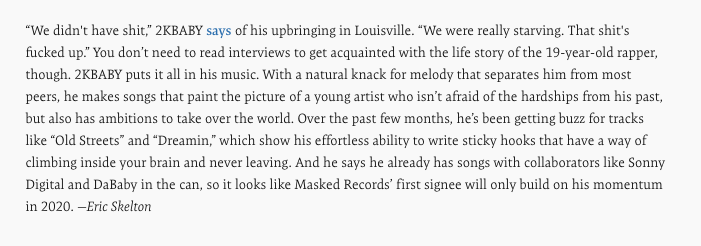 “We didn't have shit,” 2KBABY says of his upbringing in Louisville. “We were really starving. That shit's
fucked up.” You don’t need to read interviews to get acquainted with the life story of the 19-year-old rapper,
though. 2KBABY puts it all in his music. With a natural knack for melody that separates him from most
peers, he makes songs that paint the picture of a young artist who isn’t afraid of the hardships from his past,
but also has ambitions to take over the world. Over the past few months, he’s been getting buzz for tracks
like “Old Streets” and “Dreamin,” which show his effortless ability to write sticky hooks that have a way of
climbing inside your brain and never leaving. And he says he already has songs with collaborators like Sonny
Digital and DaBaby in the can, so it looks like Masked Records’ first signee will only build on his momentum
in 2020. —Eric Skelton